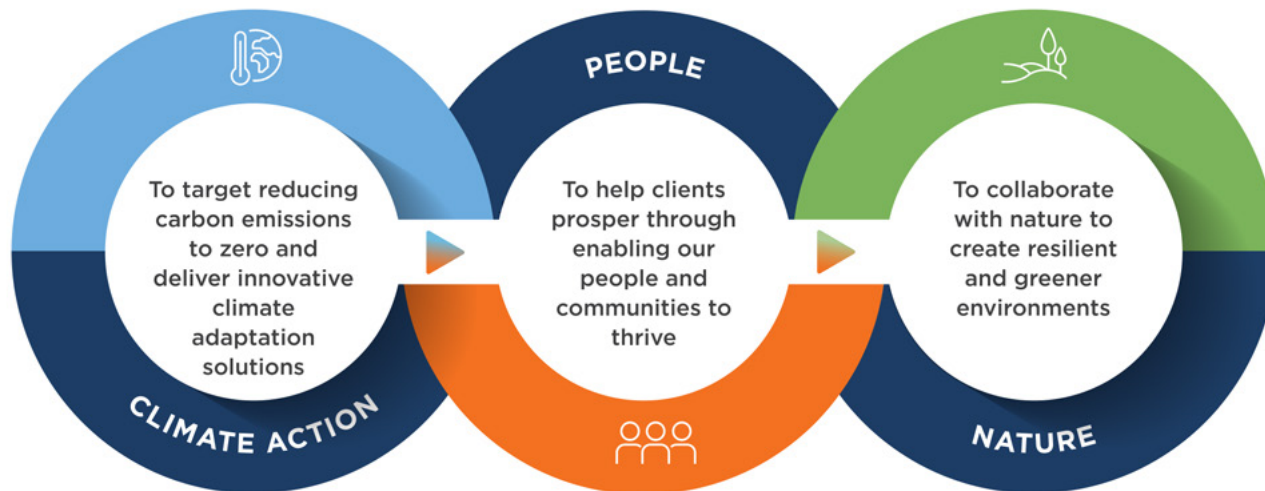 To target reducing
carbon emissions
to zero and
deliver innovative
climate
adaptation
solutions
CLIMATE ACTION
PEOPLE
To help clients
prosper through
enabling our
people and
communities to
thrive
To collaborate
with nature to
create resilient
and greener
environments
NATURE